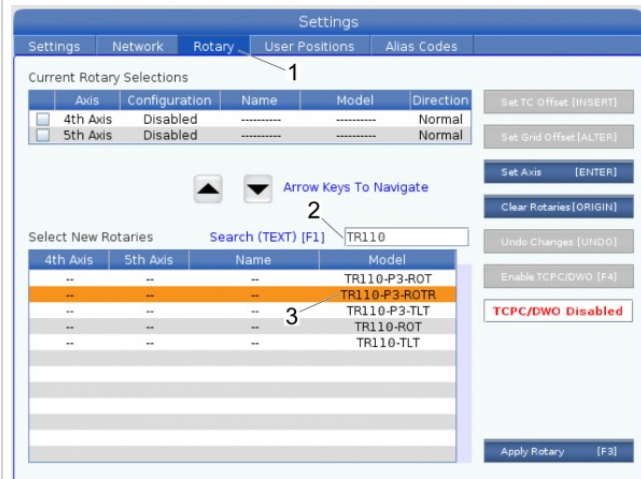 Settings
Settings Network Rotary User Positions Alias Codes
1
Current Rotary Selections
Axis Configuration Name Model Direction
4th Axis Disabled ---------- ---------- Normal
5th Axis Disabled ---------- ---------- Normal
Set TC Offset [INSERT]
Set Grid Offset [ALTER]
Set Axis [ENTER]
Clear Rotaries [ORIGIN]
Undo Changes [UNDO]
Enable TCPC/DWO [F4]
TCPC/DWO Disabled
Arrow Keys To Navigate
2
Select New Rotaries Search (TEXT) [F1] TR110
4th Axis 5th Axis Name Model
-- -- -- TR110-P3-ROT
-- -- -- TR110-P3-ROTR
3
-- -- -- TR110-P3-TLT
-- -- -- TR110-ROT
-- -- -- TR110-TLT
Apply Rotary [F3]